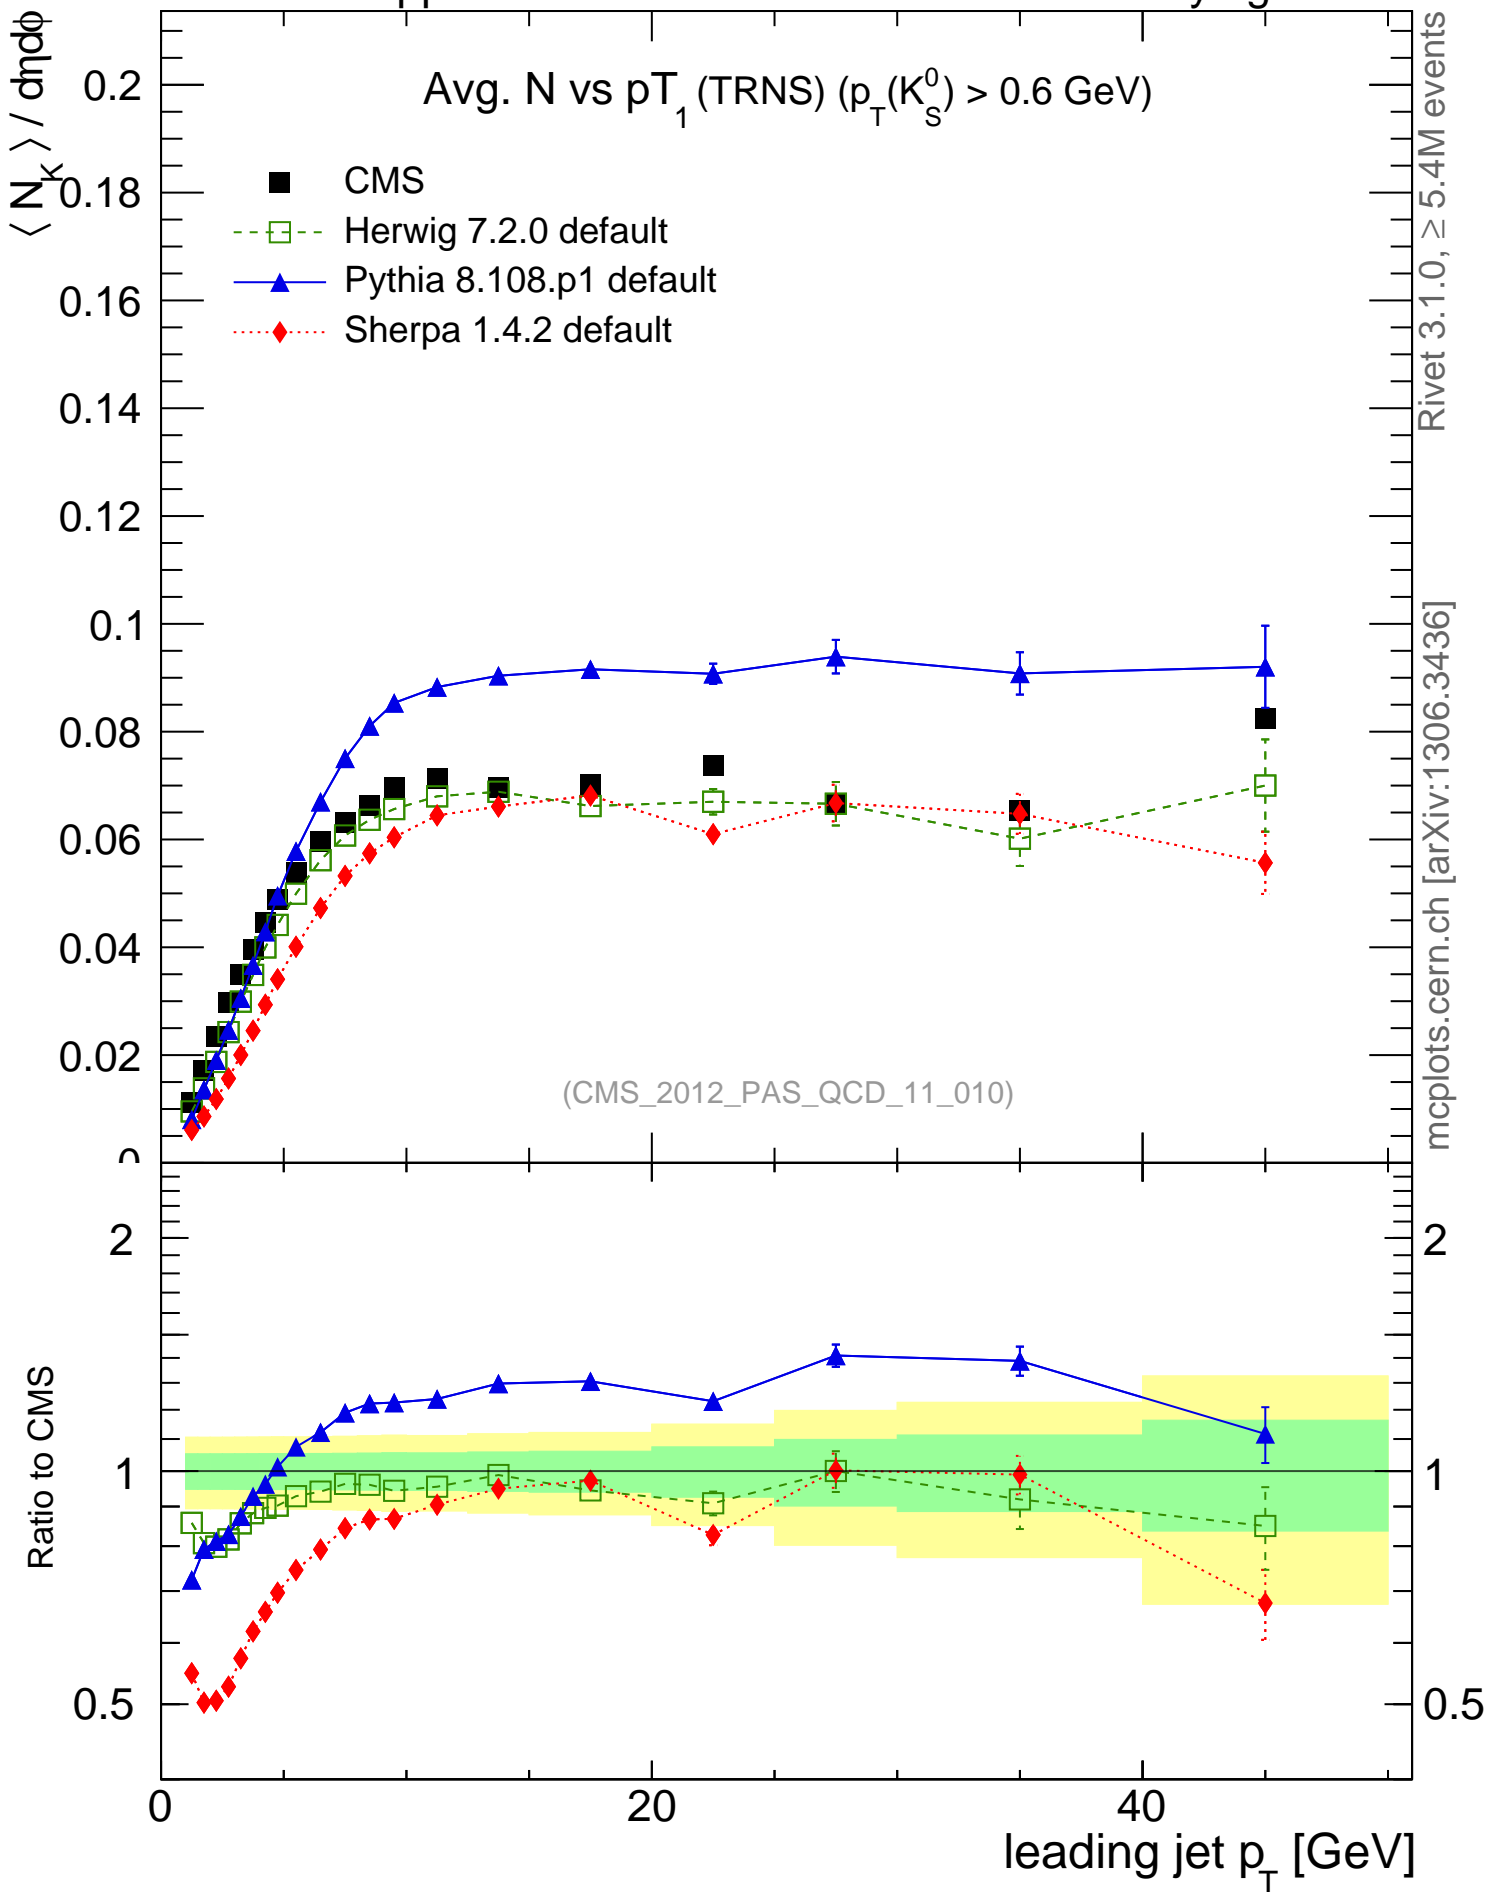 Avg. N vs pT₁ (TRNS) (p_T(K⁰_S) > 0.6 GeV)
⟨ N_K ⟩ / dηdϕ
CMS
Herwig 7.2.0 default
Pythia 8.108.p1 default
Sherpa 1.4.2 default
0.2
0.18
0.16
0.14
0.12
0.1
0.08
0.06
0.04
0.02
0
(CMS_2012_PAS_QCD_11_010)
Rivet 3.1.0, ≥ 5.4M events
mcplots.cern.ch [arXiv:1306.3436]
Ratio to CMS
2
1
0.5
2
1
0.5
0
20
40
leading jet p_T [GeV]